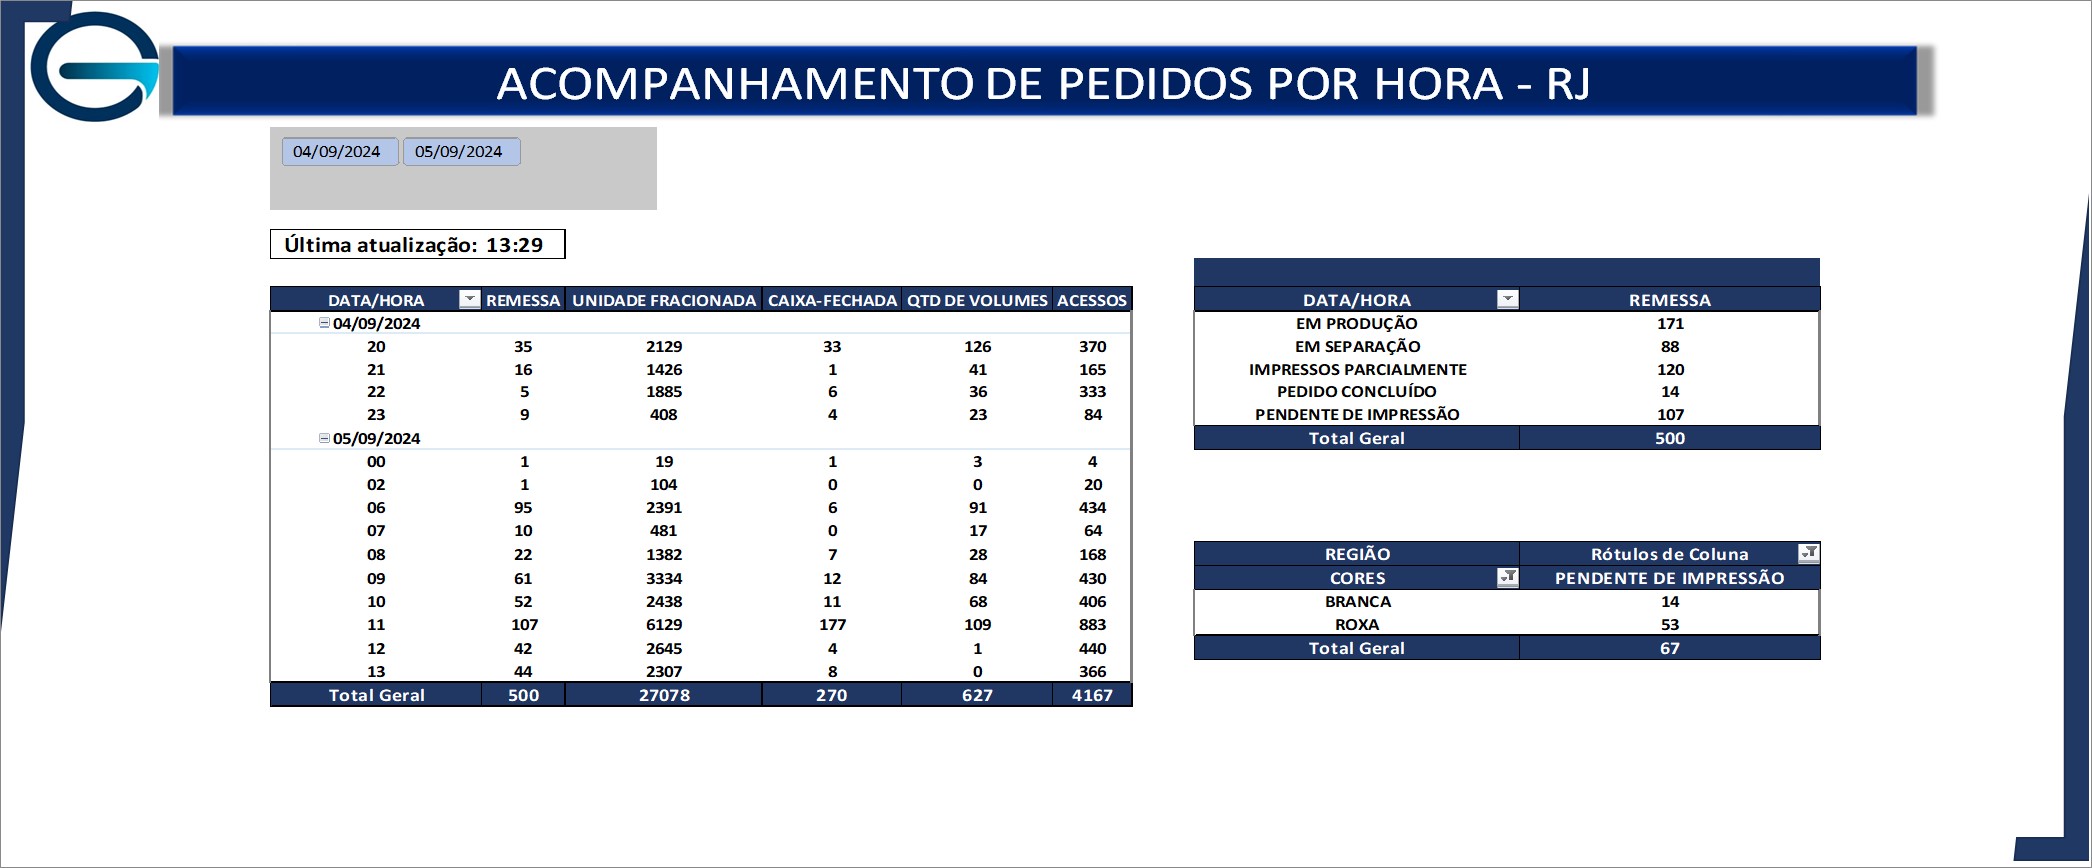 ACOMPANHAMENTO DE PEDIDOS POR HORA - RJ
04/09/2024 05/09/2024
Última atualização: 13:29
DATA/HORA REMESSA UNIDADE FRACIONADA CAIXA-FECHADA QTD DE VOLUMES ACESSOS
04/09/2024
20 35 2129 33 126 370
21 16 1426 1 41 165
22 5 1885 6 36 333
23 9 408 4 23 84
05/09/2024
00 1 19 1 3 4
02 1 104 0 0 20
06 95 2391 6 91 434
07 10 481 0 17 64
08 22 1382 7 28 168
09 61 3334 12 84 430
10 52 2438 11 68 406
11 107 6129 177 109 883
12 42 2645 4 1 440
13 44 2307 8 0 366
Total Geral 500 27078 270 627 4167
DATA/HORA REMESSA
EM PRODUÇÃO 171
EM SEPARAÇÃO 88
IMPRESSOS PARCIALMENTE 120
PEDIDO CONCLUÍDO 14
PENDENTE DE IMPRESSÃO 107
Total Geral 500
REGIÃO Rótulos de Coluna
CORES PENDENTE DE IMPRESSÃO
BRANCA 14
ROXA 53
Total Geral 67